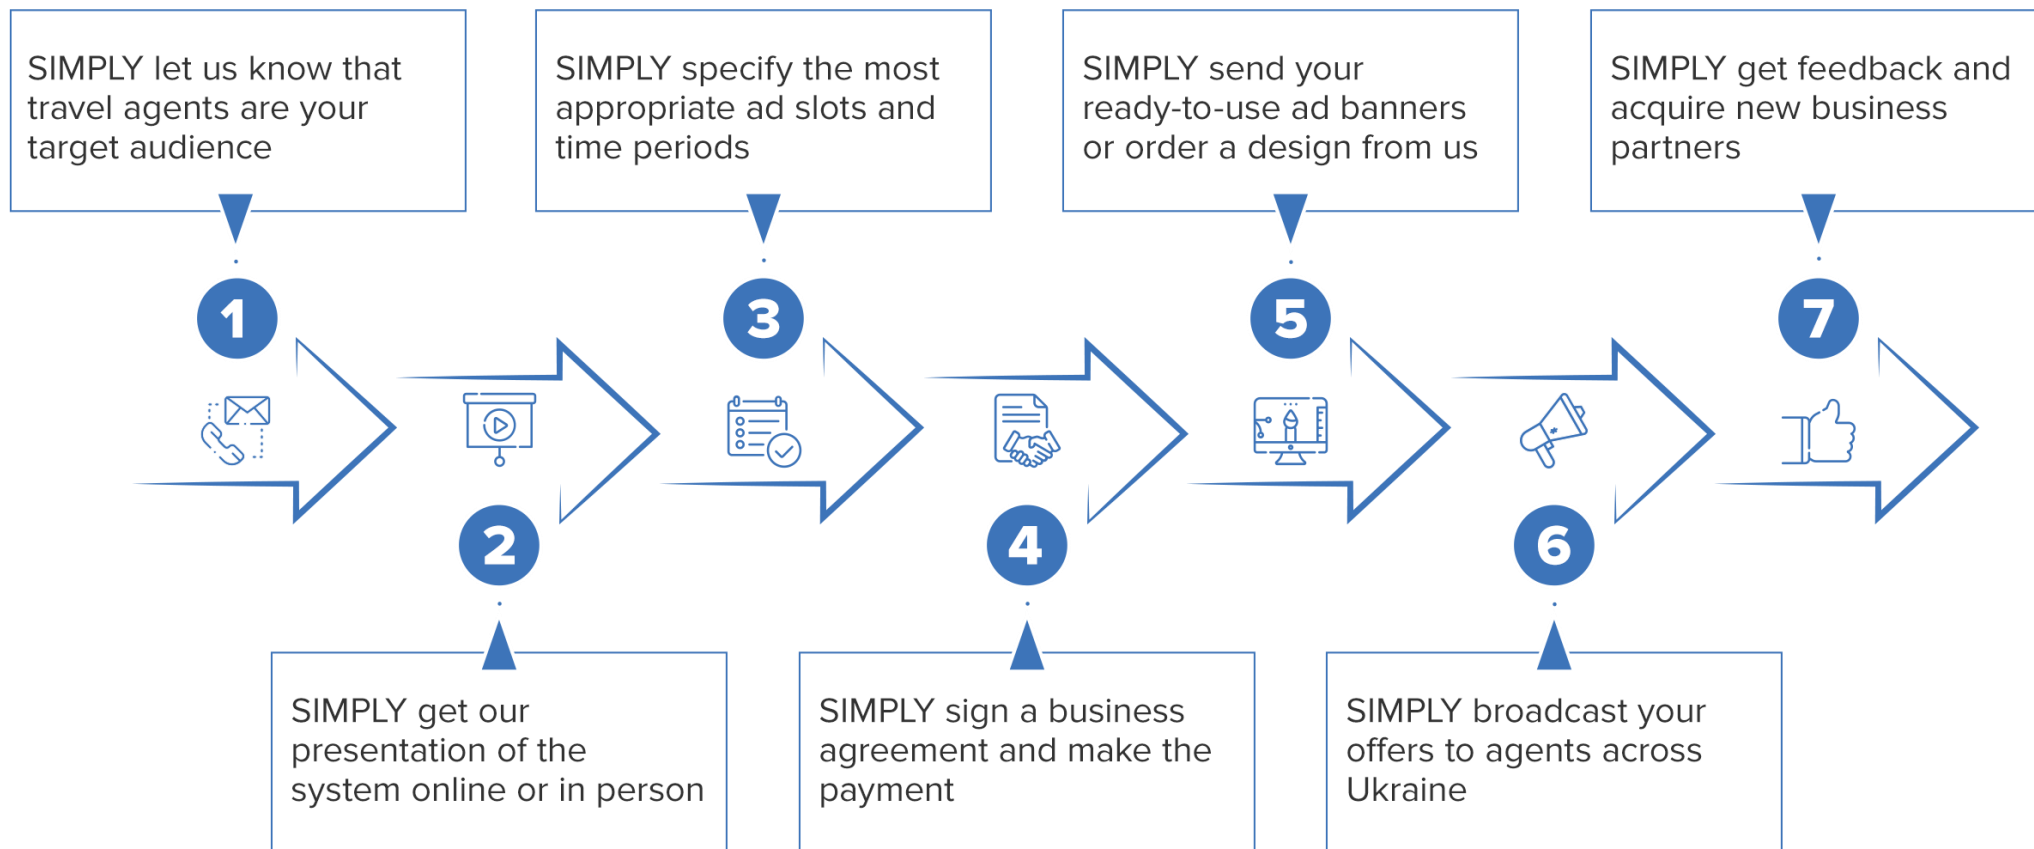 SIMPLY let us know that
travel agents are your
target audience
1
SIMPLY get our
presentation of the
system online or in person
2
SIMPLY specify the most
appropriate ad slots and
time periods
3
SIMPLY sign a business
agreement and make the
payment
4
SIMPLY send your
ready-to-use ad banners
or order a design from us
5
SIMPLY broadcast your
offers to agents across
Ukraine
6
SIMPLY get feedback and
acquire new business
partners
7